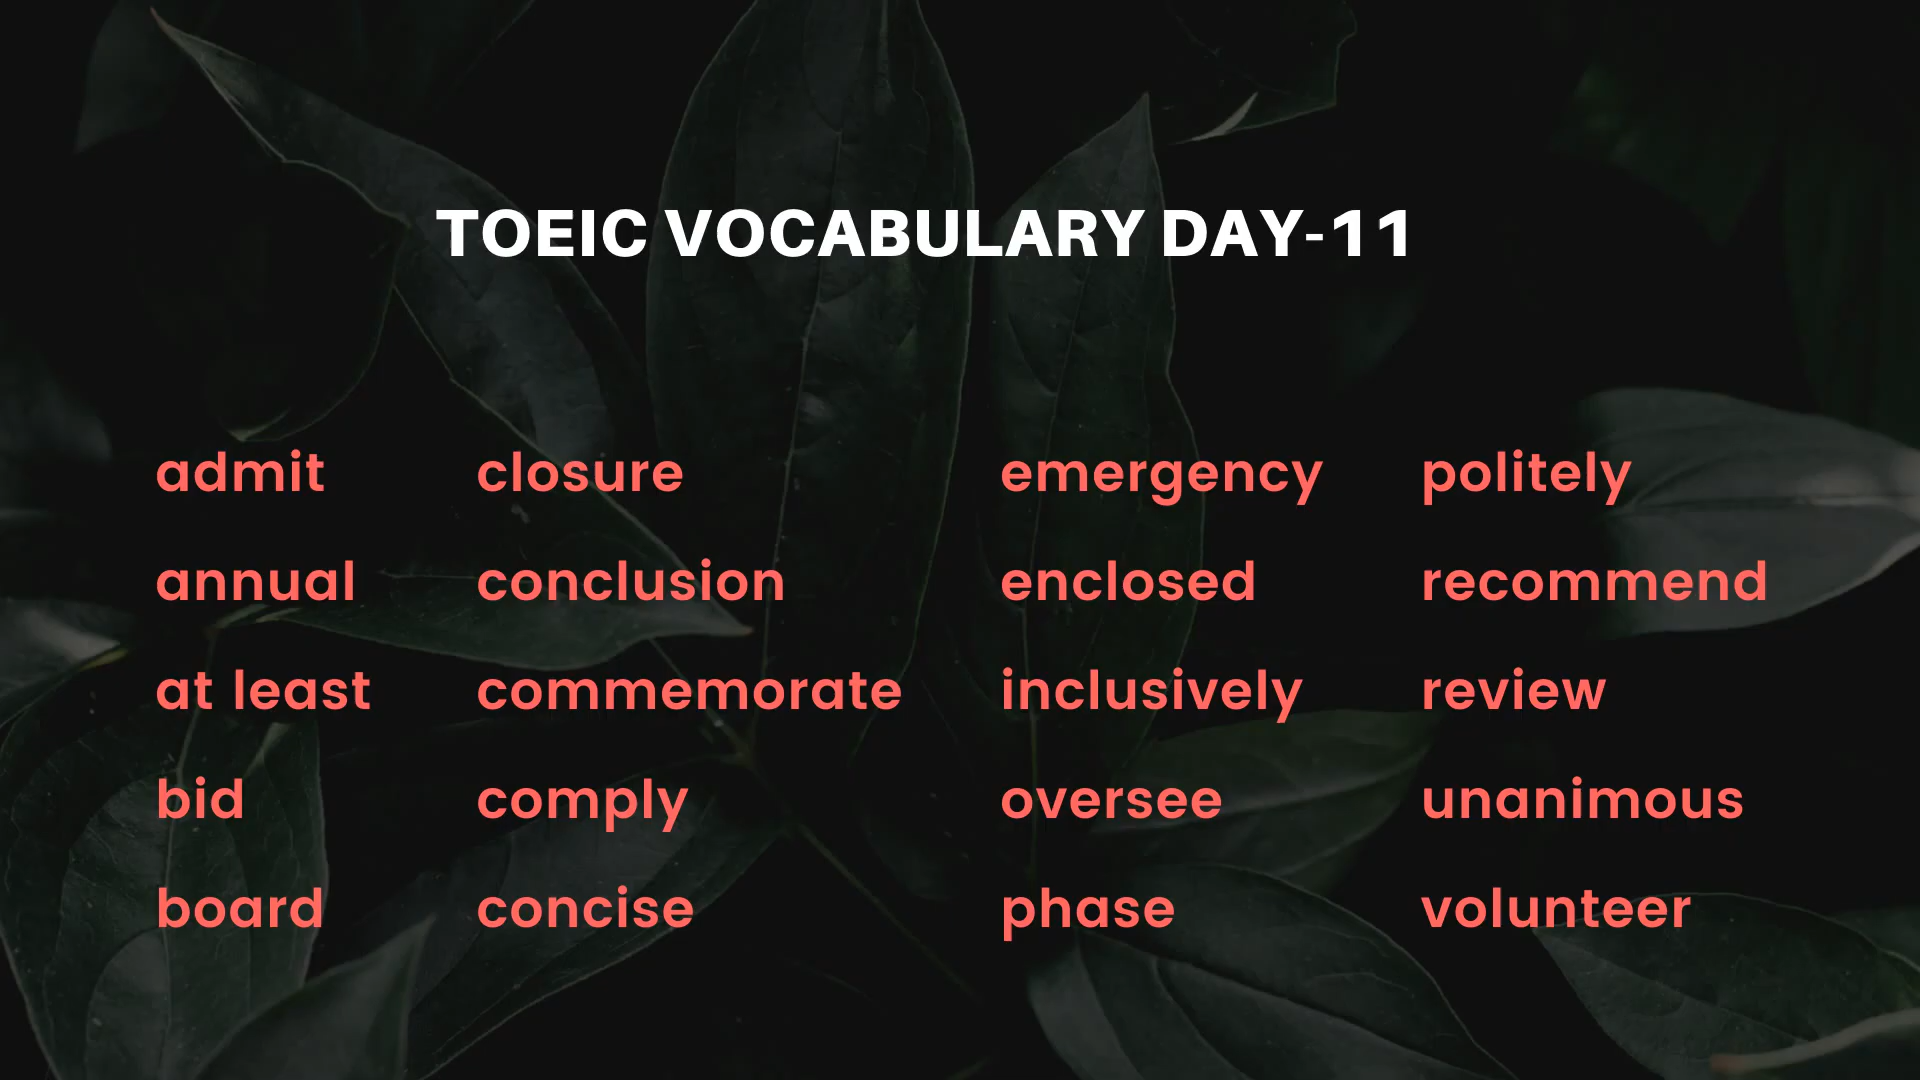 TOEIC VOCABULARY DAY-11
admit
annual
at least
bid
board
closure
conclusion
commemorate
comply
concise
emergency
enclosed
inclusively
oversee
phase
politely
recommend
review
unanimous
volunteer